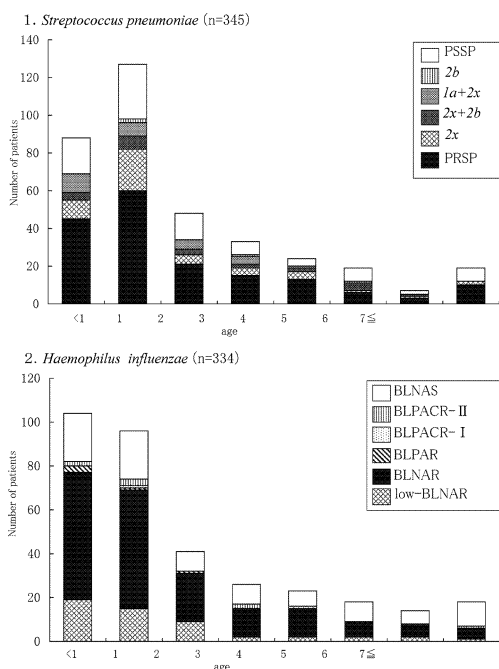 1. Streptococcus pneumoniae (n=345)
140
120
100
80
60
40
20
0
Number of patients
PSSP
2b
1a+2x
2x+2b
2x
PRSP
<1 1 2 3 4 5 6 7≦
age
2. Haemophilus influenzae (n=334)
120
100
80
60
40
20
0
Number of patients
BLNAS
BLPACR-Ⅱ
BLPACR-Ⅰ
BLPAR
BLNAR
low-BLNAR
<1 1 2 3 4 5 6 7≦
age